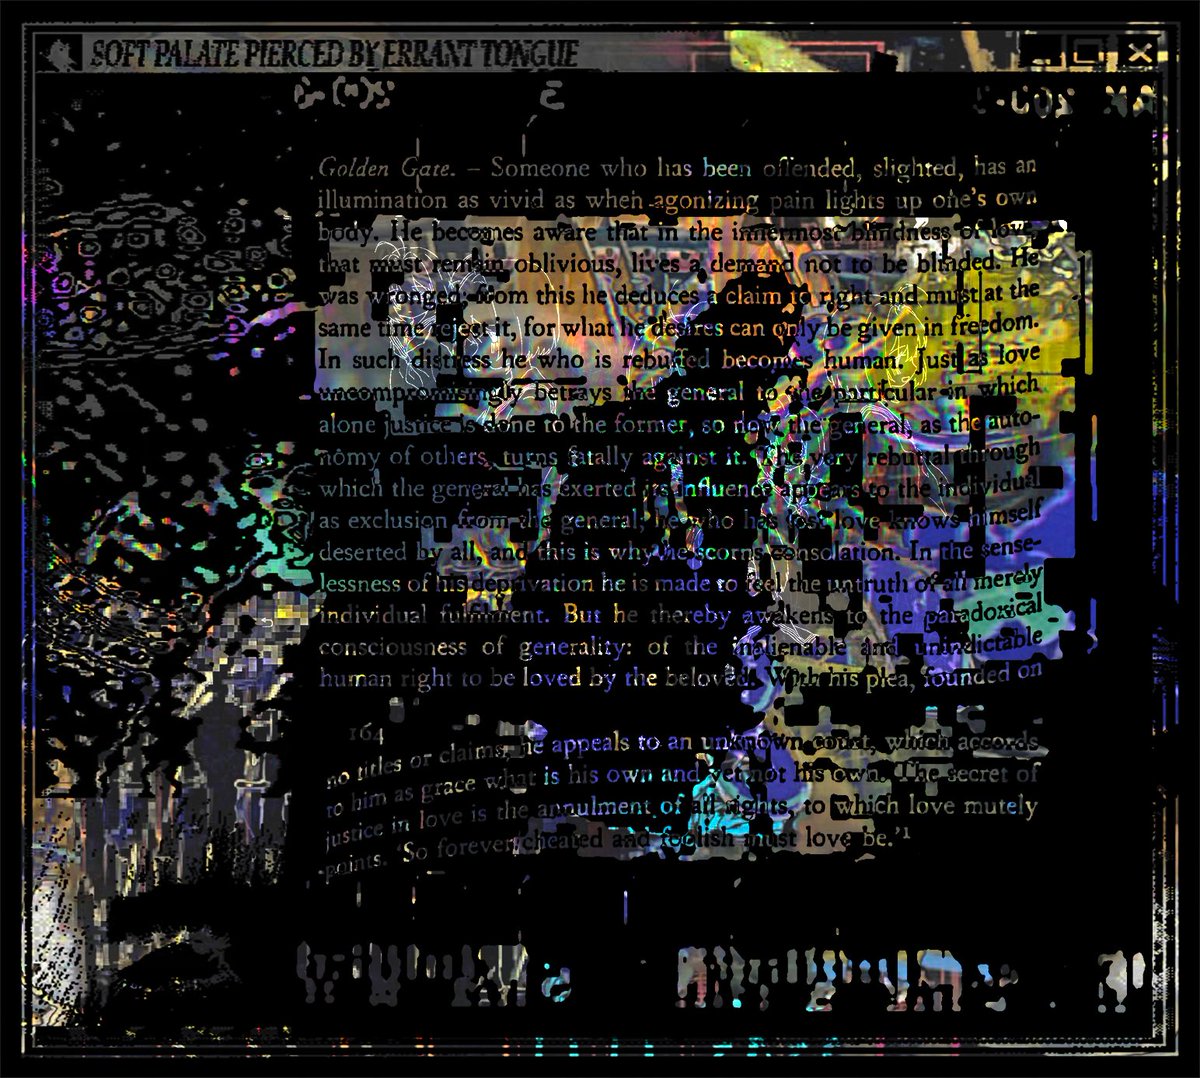 SOFT PALATE PIERCED BY ERRANT TONGUE
Golden Gate. – Someone who has been offended, slighted, has an
illumination as vivid as when agonizing pain lights up one's own
body. He becomes aware that in the innermost blindness of love,
that must remain oblivious, lives a demand not to be blinded. He
was wronged; from this he deduces a claim to right and must at the
same time reject it, for what he desires can only be given in freedom.
In such distress he who is rebuffed becomes human. Just as love
uncompromisingly betrays the general to the particular in which
alone justice is done to the former, so now the general, as the auto-
nomy of others, turns fatally against it. The very rebuttal through
which the general has exerted its influence appears to the individual
as exclusion from the general; he who has lost love knows himself
deserted by all, and this is why he scorns consolation. In the sense-
lessness of his deprivation he is made to feel the untruth of all merely
individual fulfilment. But he thereby awakens to the paradoxical
consciousness of generality: of the inalienable and unindictable
human right to be loved by the beloved. With his plea, founded on
164
no titles or claims, he appeals to an unknown court, which accords
to him as grace what is his own and yet not his own. The secret of
justice in love is the annulment of all rights, to which love mutely
points. 'So forever cheated and foolish must love be.'¹